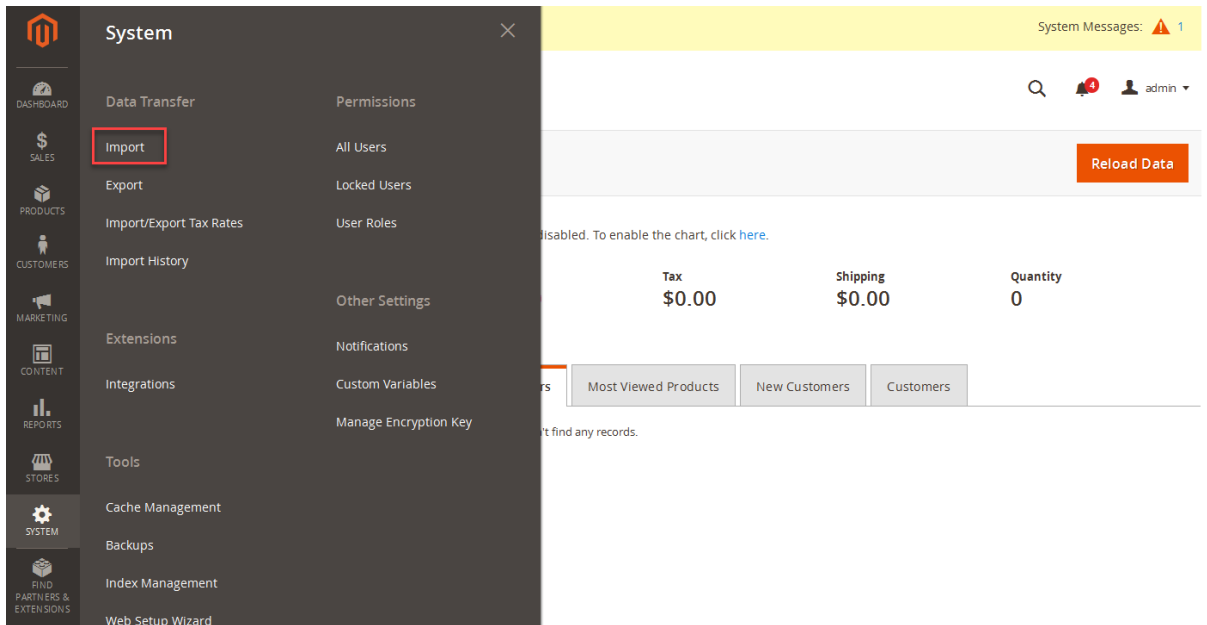 System
System Messages: 1
DASHBOARD
SALES
PRODUCTS
CUSTOMERS
MARKETING
CONTENT
REPORTS
STORES
SYSTEM
FIND
PARTNERS &
EXTENSIONS
Data Transfer
Import
Export
Import/Export Tax Rates
Import History
Extensions
Integrations
Tools
Cache Management
Backups
Index Management
Web Setup Wizard
Permissions
All Users
Locked Users
User Roles
Other Settings
Notifications
Custom Variables
Manage Encryption Key
4
admin
Reload Data
disabled. To enable the chart, click here.
Tax
$0.00
Shipping
$0.00
Quantity
0
rs
Most Viewed Products
New Customers
Customers
't find any records.